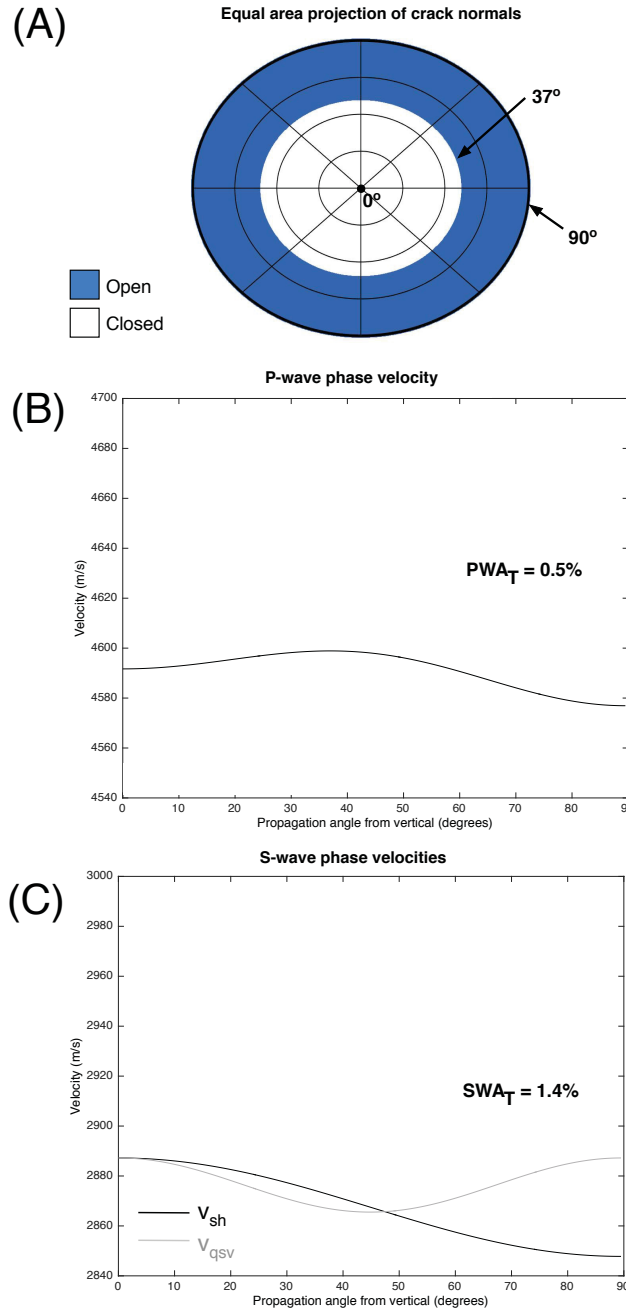 (A)
Equal area projection of crack normals
37º
0º
90º
Open
Closed
(B)
P-wave phase velocity
4700
4680
4660
4640
4620
4600
4580
4560
4540
Velocity (m/s)
PWAT = 0.5%
0 10 20 30 40 50 60 70 80 90
Propagation angle from vertical (degrees)
(C)
S-wave phase velocities
3000
2980
2960
2940
2920
2900
2880
2860
2840
Velocity (m/s)
SWAT = 1.4%
vsh
vqsv
0 10 20 30 40 50 60 70 80 90
Propagation angle from vertical (degrees)